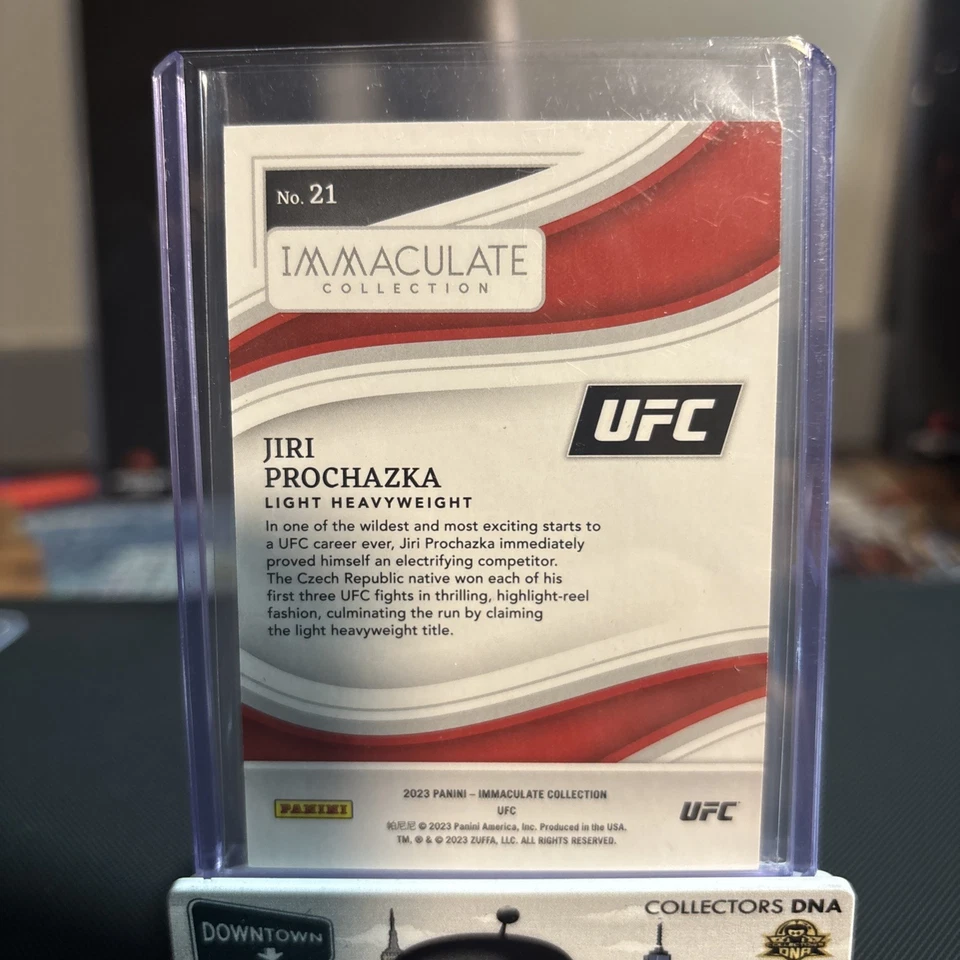 No. 21
IMMACULATE
COLLECTION
UFC
JIRI
PROCHAZKA
LIGHT HEAVYWEIGHT
In one of the wildest and most exciting starts to
a UFC career ever, Jiri Prochazka immediately
proved himself an electrifying competitor.
The Czech Republic native won each of his
first three UFC fights in thrilling, highlight-reel
fashion, culminating the run by claiming
the light heavyweight title.
PANINI
2023 PANINI – IMMACULATE COLLECTION
UFC
帕尼尼 © 2023 Panini America, Inc. Produced in the USA.
TM, ® & © 2023 ZUFFA, LLC. ALL RIGHTS RESERVED.
UFC
COLLECTORS DNA
DOWNTOWN
DNA